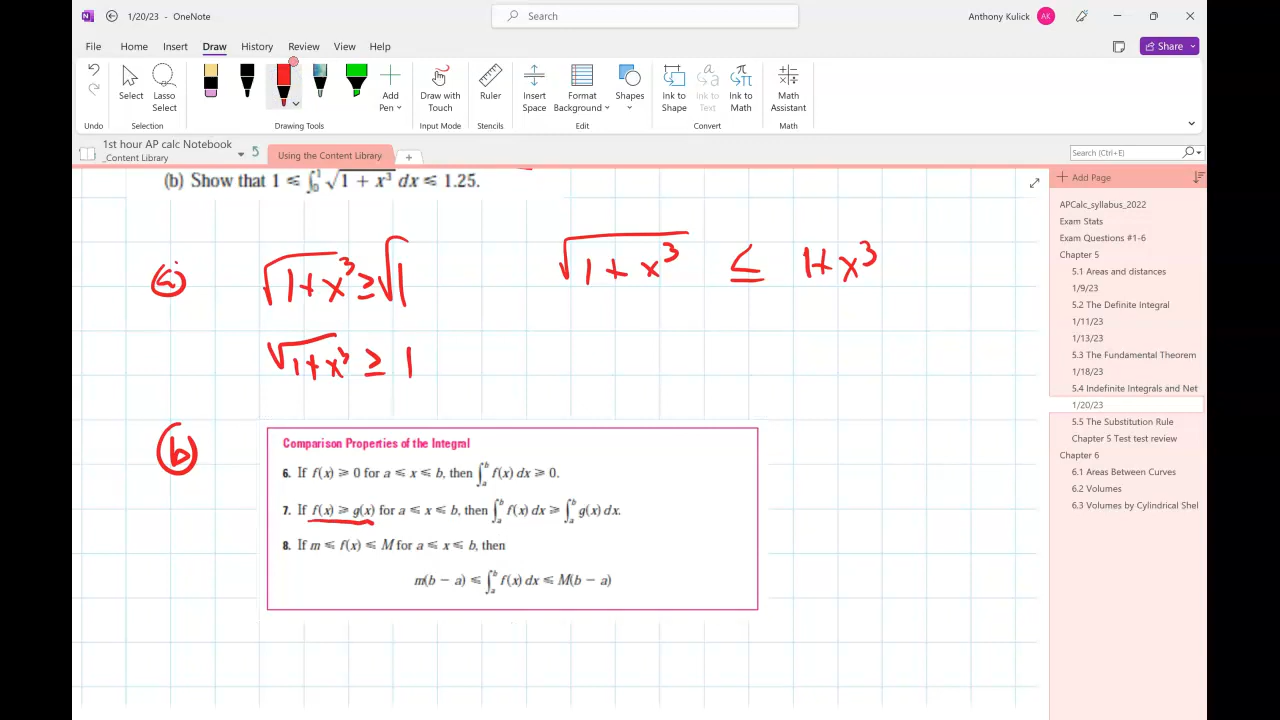 1/20/23 - OneNote
Search
Anthony Kulick
AK
File Home Insert Draw History Review View Help
Share
Undo
Select
Lasso Select
Add Pen
Draw with Touch
Ruler
Insert Space
Format Background
Shapes
Ink to Shape
Ink to Text
Ink to Math
Math Assistant
Undo Selection Drawing Tools Input Mode Stencils Edit Convert Math
1st hour AP calc Notebook
_Content Library
5
Using the Content Library
+
Search (Ctrl+E)
(b) Show that 1 ≤ ∫₀¹ √(1 + x³) dx ≤ 1.25.
(a) √(1+x³) ≥ √1
√(1+x³) ≤ 1+x³
√(1+x³) ≥ 1
(b)
Comparison Properties of the Integral
6. If f(x) ≥ 0 for a ≤ x ≤ b, then ∫ₐᵇ f(x) dx ≥ 0.
7. If f(x) ≥ g(x) for a ≤ x ≤ b, then ∫ₐᵇ f(x) dx ≥ ∫ₐᵇ g(x) dx.
8. If m ≤ f(x) ≤ M for a ≤ x ≤ b, then
m(b − a) ≤ ∫ₐᵇ f(x) dx ≤ M(b − a)
Add Page
APCalc_syllabus_2022
Exam Stats
Exam Questions #1-6
Chapter 5
5.1 Areas and distances
1/9/23
5.2 The Definite Integral
1/11/23
1/13/23
5.3 The Fundamental Theorem
1/18/23
5.4 Indefinite Integrals and Net
1/20/23
5.5 The Substitution Rule
Chapter 5 Test test review
Chapter 6
6.1 Areas Between Curves
6.2 Volumes
6.3 Volumes by Cylindrical Shel